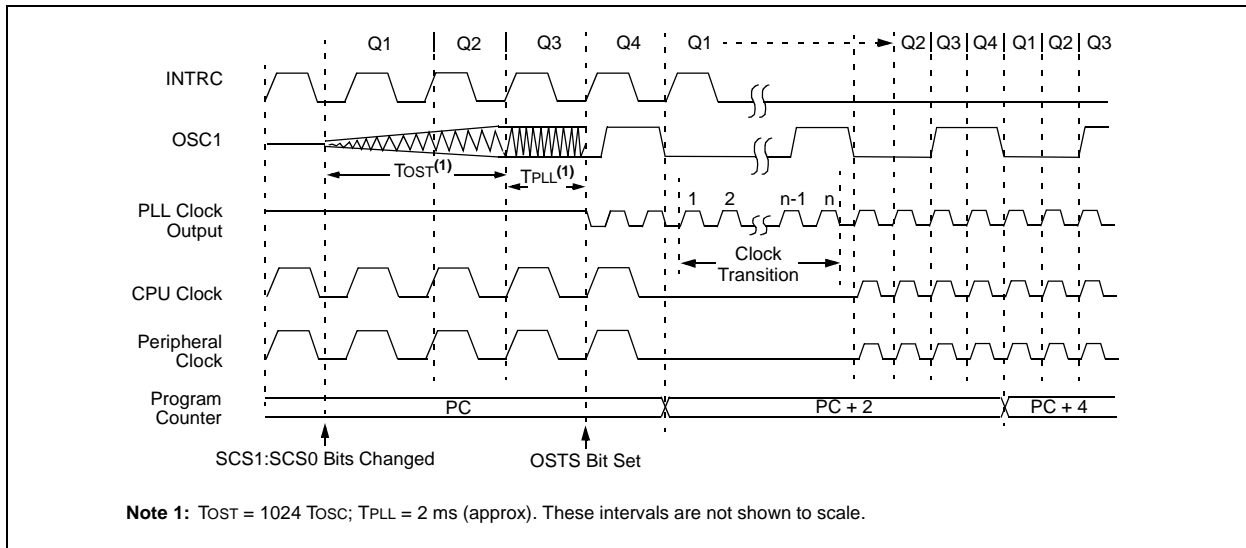 Q1 Q2 Q3 Q4 Q1 Q2 Q3 Q4 Q1 Q2 Q3
INTRC
OSC1
TOST(1)
TPLL(1)
PLL Clock
Output
1 2 n-1 n
Clock
Transition
CPU Clock
Peripheral
Clock
Program
Counter
PC PC + 2 PC + 4
SCS1:SCS0 Bits Changed OSTS Bit Set
Note 1: TOST = 1024 TOSC; TPLL = 2 ms (approx). These intervals are not shown to scale.